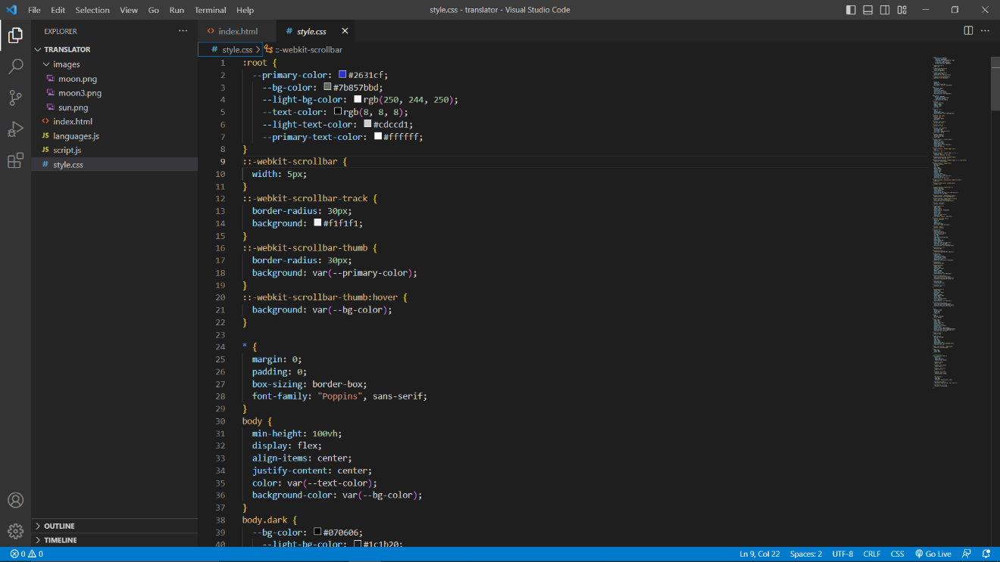 File Edit Selection View Go Run Terminal Help
style.css - translator - Visual Studio Code
EXPLORER
TRANSLATOR
images
moon.png
moon3.png
sun.png
index.html
JS languages.js
JS script.js
# style.css
OUTLINE
TIMELINE
index.html
# style.css
# style.css > ::-webkit-scrollbar
1 :root {
2 --primary-color: #2631cf;
3 --bg-color: #7b857bbd;
4 --light-bg-color: rgb(250, 244, 250);
5 --text-color: rgb(8, 8, 8);
6 --light-text-color: #cdccd1;
7 --primary-text-color: #ffffff;
8 }
9 ::-webkit-scrollbar {
10 width: 5px;
11 }
12 ::-webkit-scrollbar-track {
13 border-radius: 30px;
14 background: #f1f1f1;
15 }
16 ::-webkit-scrollbar-thumb {
17 border-radius: 30px;
18 background: var(--primary-color);
19 }
20 ::-webkit-scrollbar-thumb:hover {
21 background: var(--bg-color);
22 }
23
24 * {
25 margin: 0;
26 padding: 0;
27 box-sizing: border-box;
28 font-family: "Poppins", sans-serif;
29 }
30 body {
31 min-height: 100vh;
32 display: flex;
33 align-items: center;
34 justify-content: center;
35 color: var(--text-color);
36 background-color: var(--bg-color);
37 }
38 body.dark {
39 --bg-color: #070606;
40 --light-bg-color: #1c1b20;
0 0
Ln 9, Col 22 Spaces: 2 UTF-8 CRLF CSS Go Live